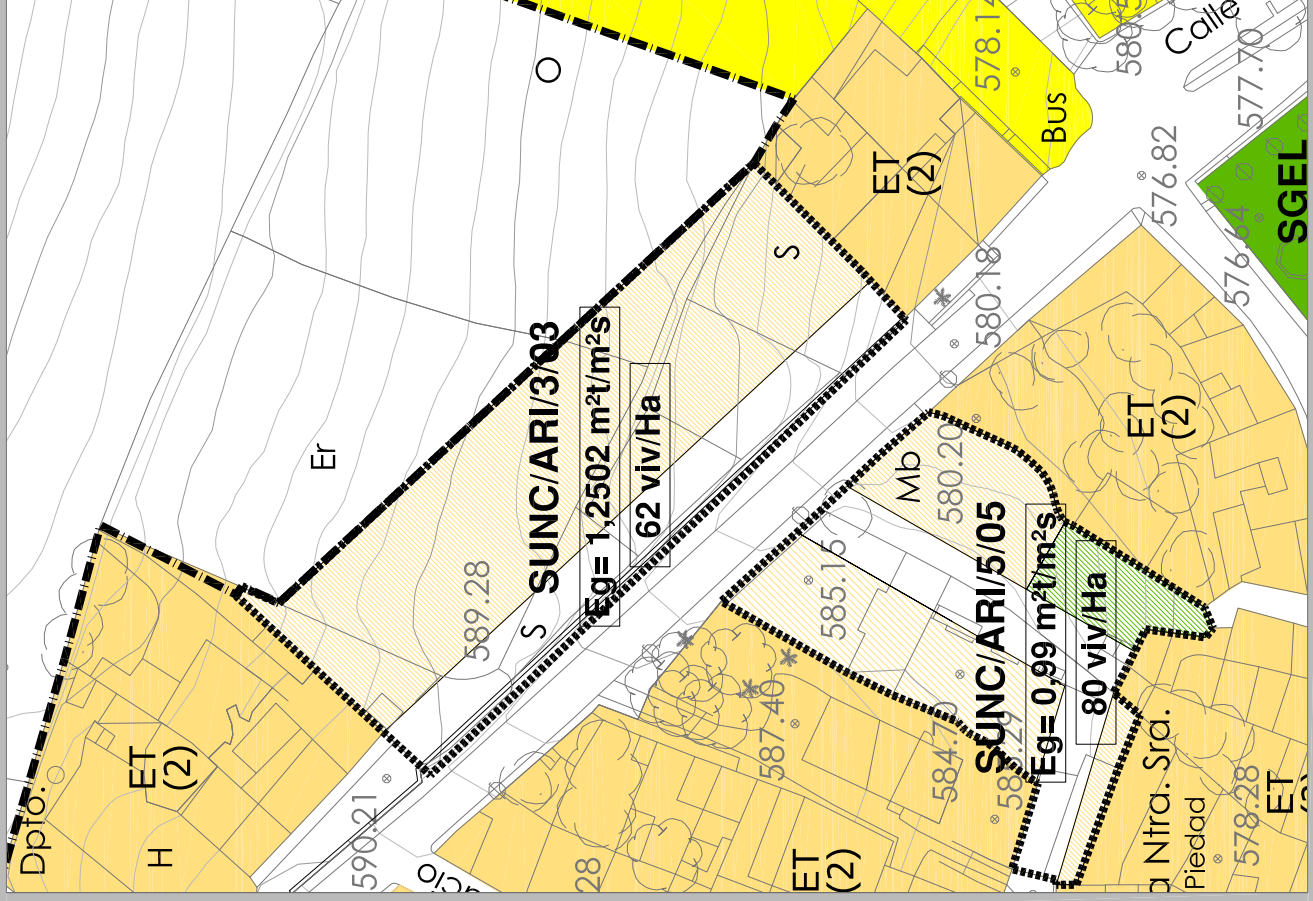 O
Er
SUNC/ARI/3/03
Eg= 1,2502 m²t/m²s
62 viv/Ha
S
S
589.28
ET
(2)
Bus
578.14
580.5
Calle
577.70
576.82
576.64
SGEL
580.18
ET
(2)
Mb
580.20
585.15
SUNC/ARI/5/05
Eg= 0,99 m²t/m²s
80 viv/Ha
587.40
584.7
ET
(2)
Dpto.
H
590.21
ET
(2)
28
Ntra. Sra.
Piedad
578.28
ET